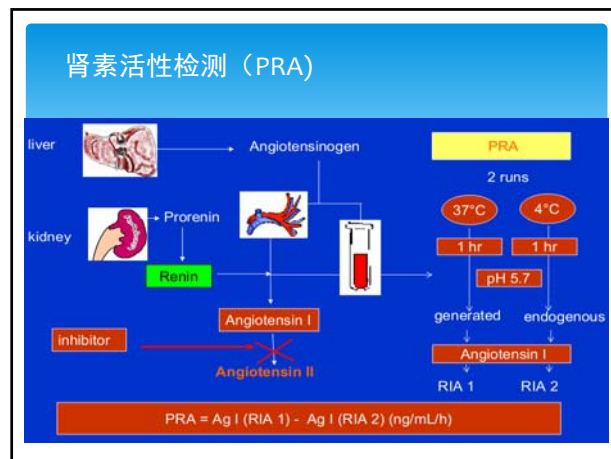 肾素活性检测（PRA)
liver
Angiotensinogen
kidney
Prorenin
Renin
Angiotensin I
inhibitor
Angiotensin II
PRA
2 runs
37°C 4°C
1 hr 1 hr
pH 5.7
generated endogenous
Angiotensin I
RIA 1 RIA 2
PRA = Ag I (RIA 1) - Ag I (RIA 2) (ng/mL/h)